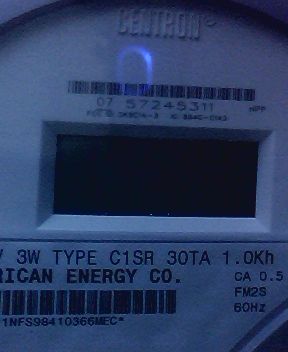 CENTRON®
07 57245311
V 3W TYPE C1SR 30TA 1.0Kh
RICAN ENERGY CO. CA 0.5
FM2S
1NFS98410366MEC* 60Hz